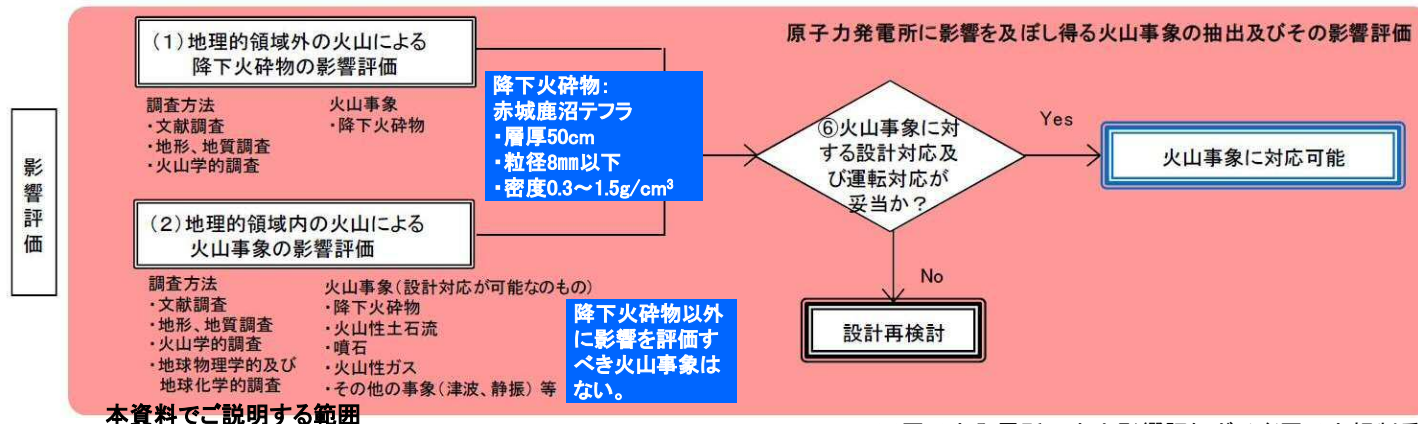 原子力発電所に影響を及ぼし得る火山事象の抽出及びその影響評価
影響評価
(1)地理的領域外の火山による
降下火砕物の影響評価
調査方法
・文献調査
・地形、地質調査
・火山学的調査
火山事象
・降下火砕物
降下火砕物:
赤城鹿沼テフラ
・層厚50cm
・粒径8㎜以下
・密度0.3～1.5g/cm³
(2)地理的領域内の火山による
火山事象の影響評価
調査方法
・文献調査
・地形、地質調査
・火山学的調査
・地球物理学的及び
地球化学的調査
火山事象(設計対応が可能なのもの)
・降下火砕物
・火山性土石流
・噴石
・火山性ガス
・その他の事象(津波、静振) 等
降下火砕物以外
に影響を評価す
べき火山事象は
ない。
⑥火山事象に対
する設計対応及
び運転対応が
妥当か？
Yes
火山事象に対応可能
No
設計再検討
本資料でご説明する範囲